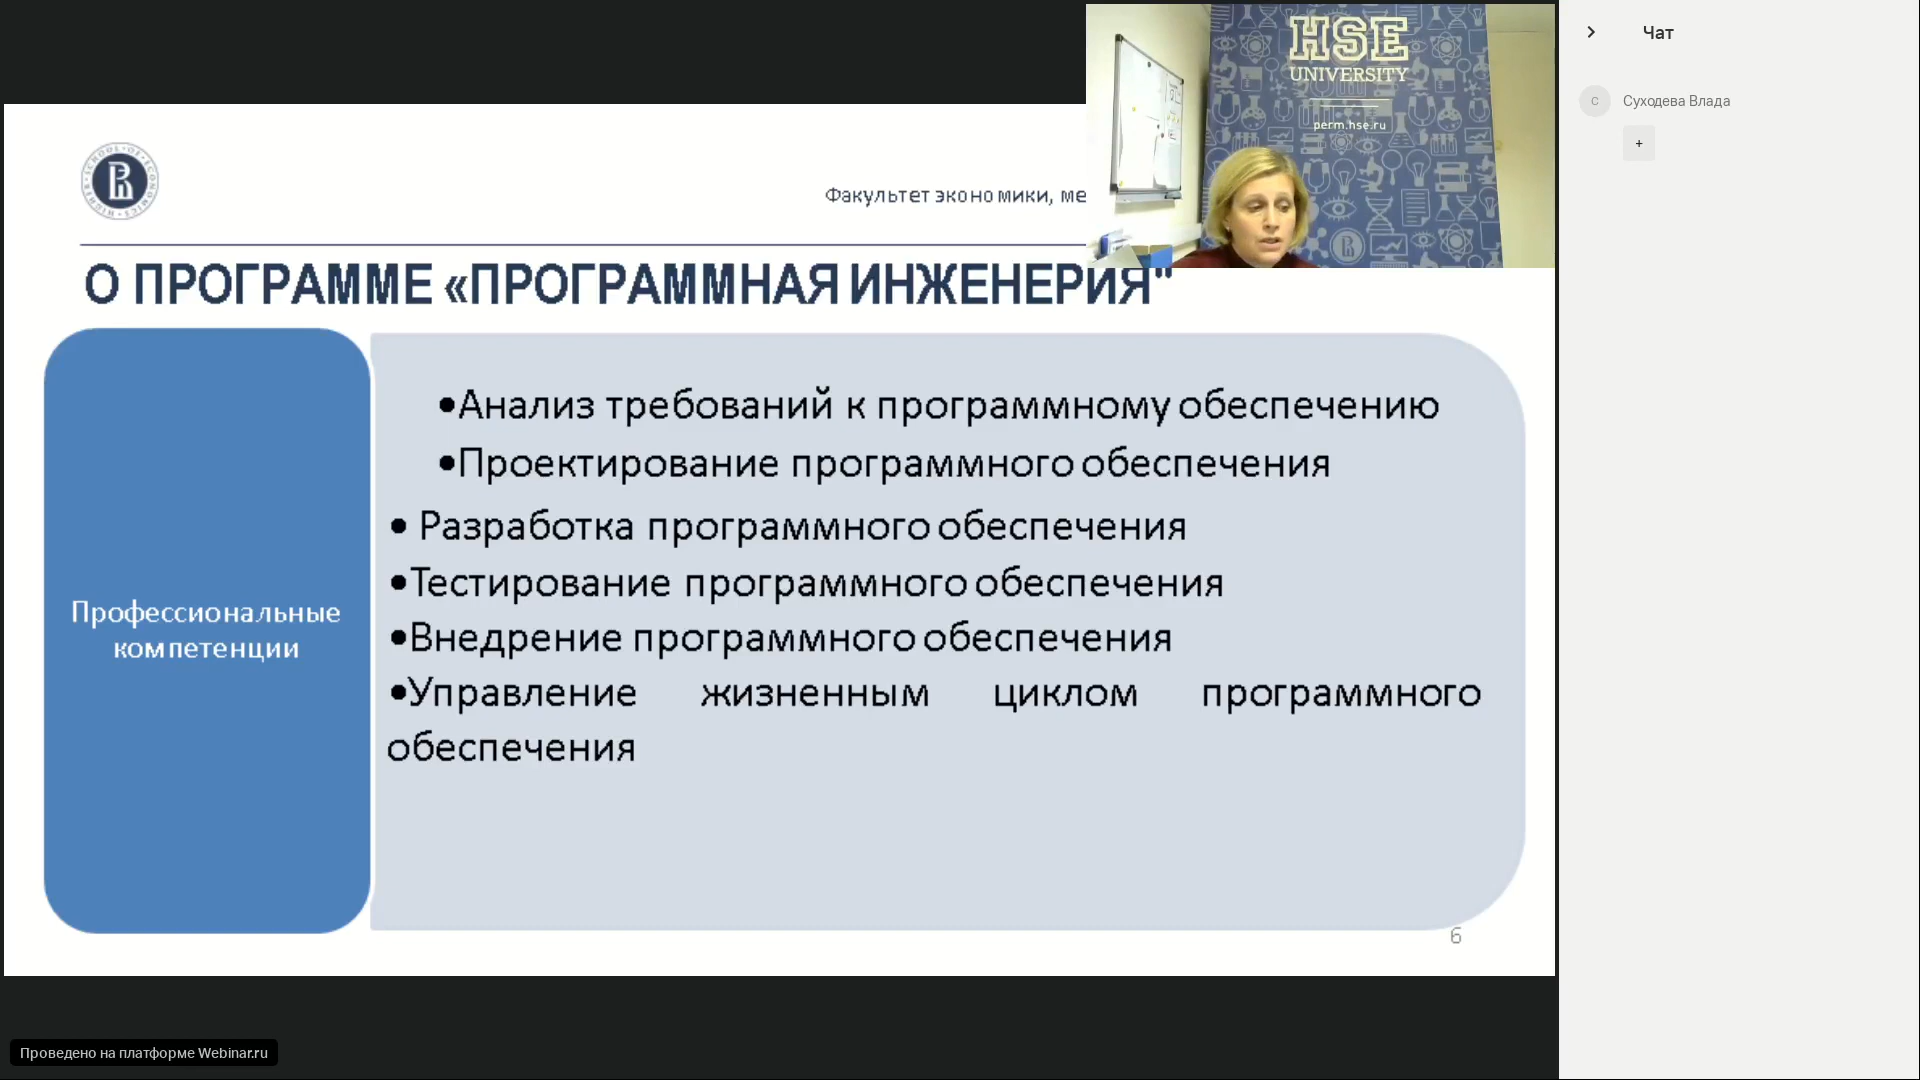 HSE
UNIVERSITY
perm.hse.ru
Факультет экономики, ме
О ПРОГРАММЕ «ПРОГРАММНАЯ ИНЖЕНЕРИЯ"
Профессиональные
компетенции
•Анализ требований к программному обеспечению
•Проектирование программного обеспечения
• Разработка программного обеспечения
•Тестирование программного обеспечения
•Внедрение программного обеспечения
•Управление жизненным циклом программного
обеспечения
6
Проведено на платформе Webinar.ru
Чат
С
Суходева Влада
+